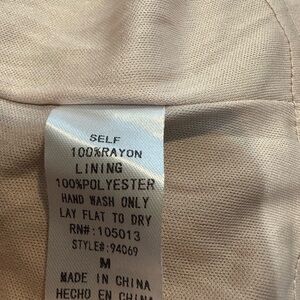 SELF
100%RAYON
LINING
100%POLYESTER
HAND WASH ONLY
LAY FLAT TO DRY
RN#:105013
STYLE#:94069
M
MADE IN CHINA
HECHO EN CHINA